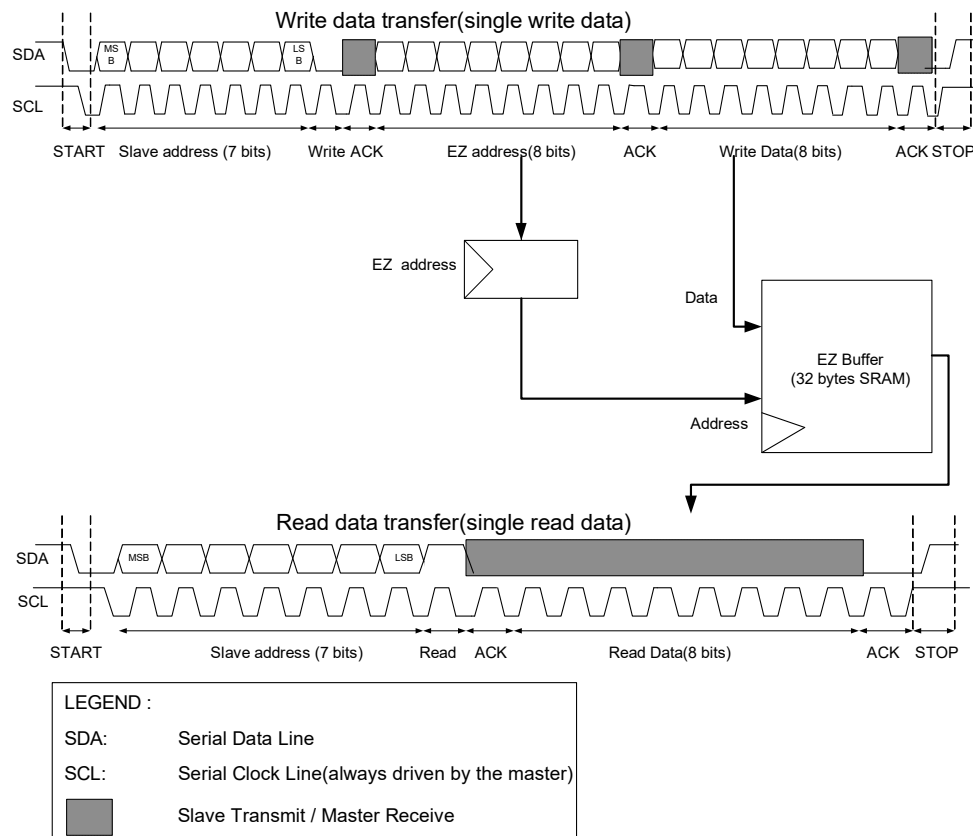 Write data transfer(single write data)
SDA
MS
B
LS
B
SCL
START Slave address (7 bits) Write ACK EZ address(8 bits) ACK Write Data(8 bits) ACK STOP
EZ address
Data
EZ Buffer
(32 bytes SRAM)
Address
Read data transfer(single read data)
SDA MSB LSB
SCL
START Slave address (7 bits) Read ACK Read Data(8 bits) ACK STOP
LEGEND :
SDA: Serial Data Line
SCL: Serial Clock Line(always driven by the master)
Slave Transmit / Master Receive